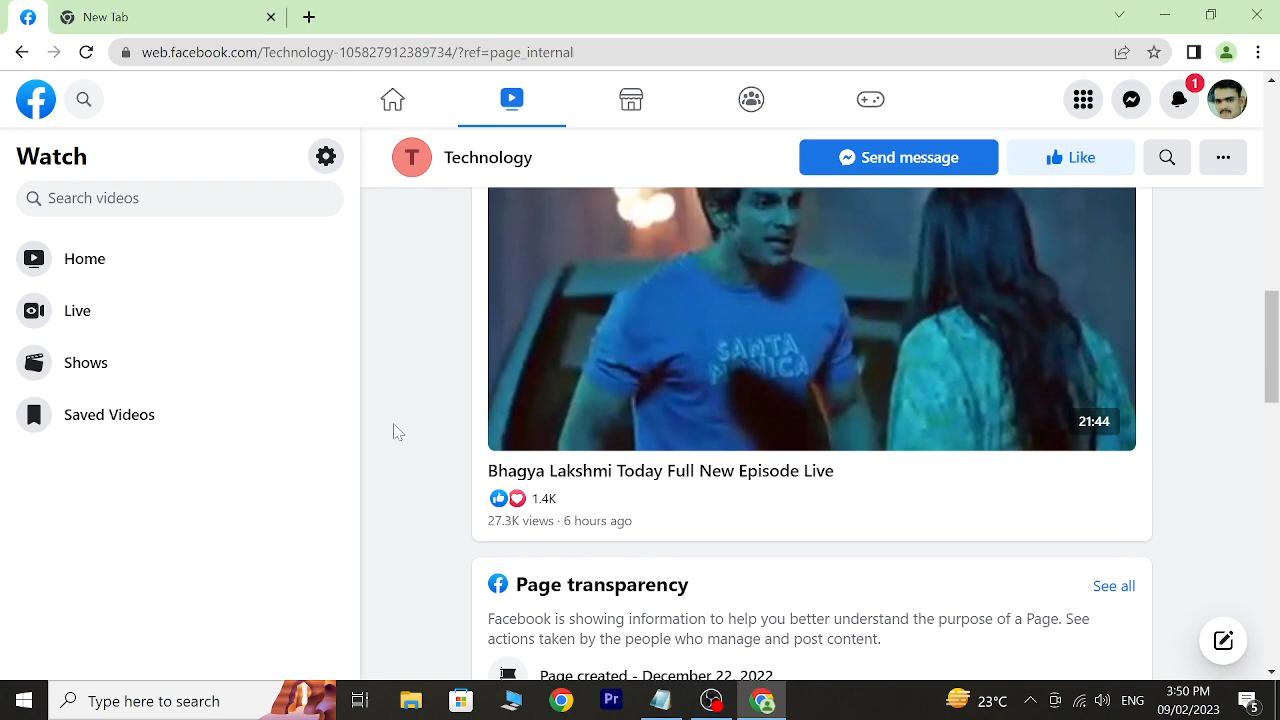 New Tab
web.facebook.com/Technology-105827912389734/?ref=page_internal
1
Watch
T Technology
Send message
Like
Search videos
Home
Live
Shows
Saved Videos
SANTA
MONICA
21:44
Bhagya Lakshmi Today Full New Episode Live
1.4K
27.3K views · 6 hours ago
Page transparency
See all
Facebook is showing information to help you better understand the purpose of a Page. See
actions taken by the people who manage and post content.
Page created - December 22, 2022
Type here to search
Pr
23°C
ENG
3:50 PM
09/02/2023
5